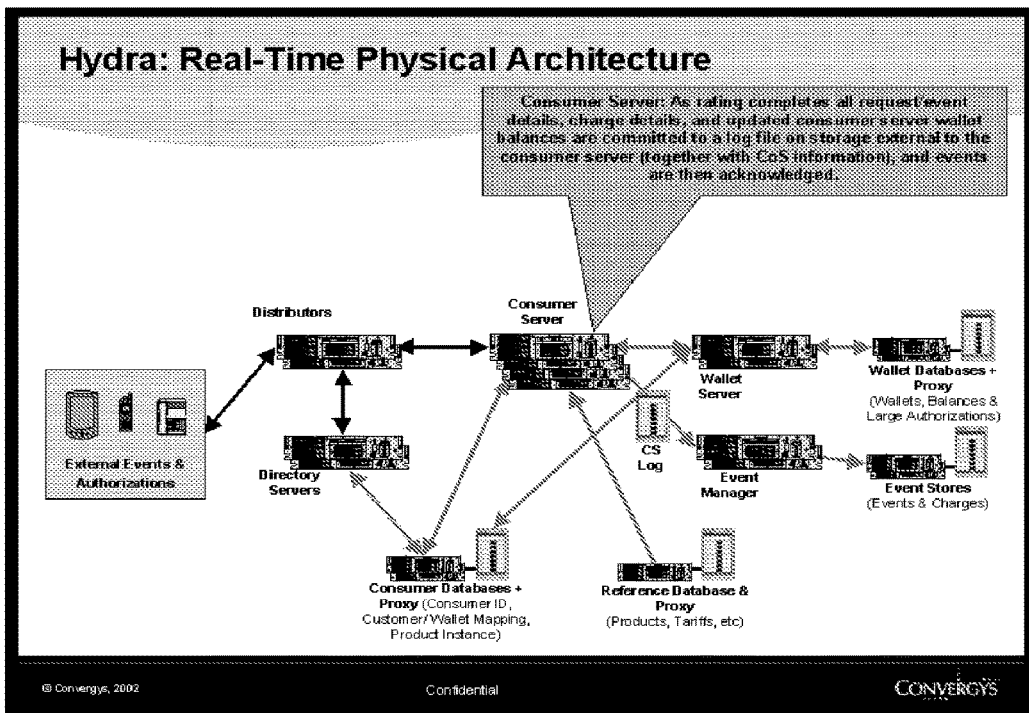 Hydra: Real-Time Physical Architecture
Consumer Server: As rating completes all request/event
details, charge details, and updated consumer server wallet
balances are committed to a log file on storage external to the
consumer server (together with CoS information), and events
are then acknowledged.
Distributors
Consumer
Server
External Events &
Authorizations
Directory
Servers
Wallet
Server
Wallet Databases +
Proxy
(Wallets, Balances &
Large Authorizations)
CS
Log
Event
Manager
Event Stores
(Events & Charges)
Consumer Databases +
Proxy (Consumer ID,
Customer/Wallet Mapping,
Product Instance)
Reference Database &
Proxy
(Products, Tariffs, etc)
© Convergys, 2002
Confidential
CONVERGYS